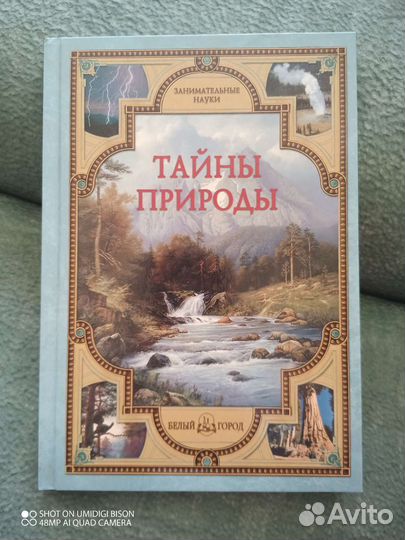 ЗАНИМАТЕЛЬНЫЕ
НАУКИ
ТАЙНЫ
ПРИРОДЫ
БЕЛЫЙ ГОРОД
SHOT ON UMIDIGI BISON
48MP AI QUAD CAMERA
Avito